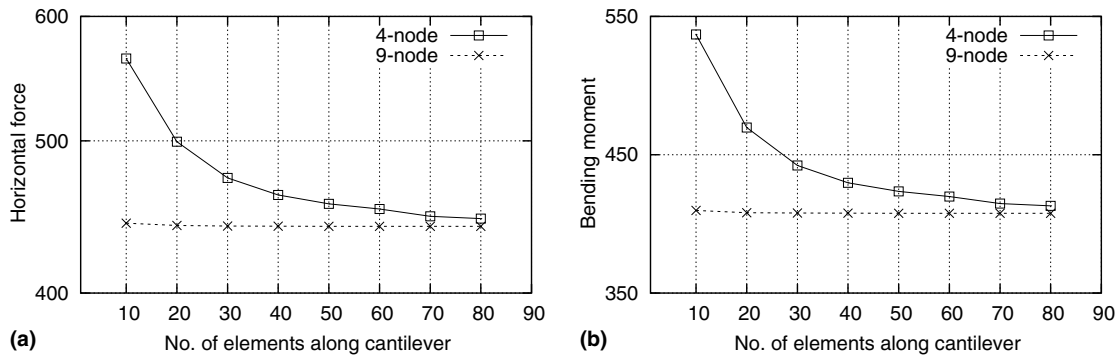 600
500
400
Horizontal force
4-node
9-node
10 20 30 40 50 60 70 80 90
No. of elements along cantilever
(a)
550
450
350
Bending moment
4-node
9-node
10 20 30 40 50 60 70 80 90
No. of elements along cantilever
(b)